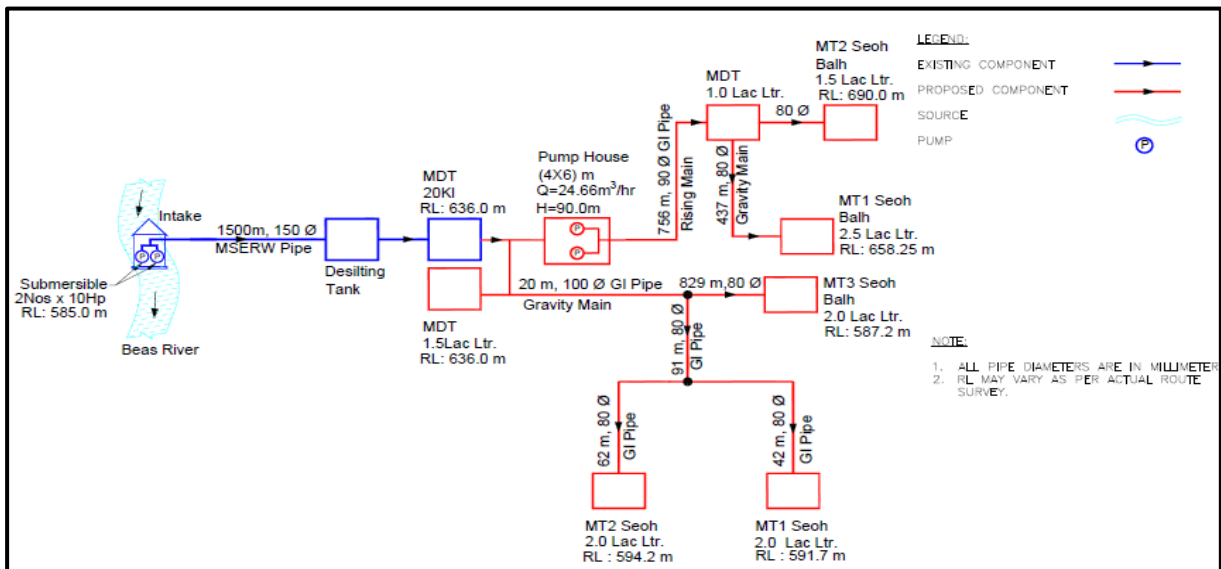 Intake
1500m, 150 Ø
MSERW Pipe
Submersible
2Nos x 10Hp
RL: 585.0 m
Beas River
Desilting
Tank
MDT
20Kl
RL: 636.0 m
MDT
1.5Lac Ltr.
RL: 636.0 m
Pump House
(4X6) m
Q=24.66m³/hr
H=90.0m
P
P
P
P
756 m, 90 Ø GI Pipe
Rising Main
MDT
1.0 Lac Ltr.
80 Ø
MT2 Seoh
Balh
1.5 Lac Ltr.
RL: 690.0 m
437 m, 80 Ø
Gravity Main
MT1 Seoh
Balh
2.5 Lac Ltr.
RL: 658.25 m
20 m, 100 Ø GI Pipe
Gravity Main
829 m,80 Ø
MT3 Seoh
Balh
2.0 Lac Ltr.
RL: 587.2 m
91 m, 80 Ø
GI Pipe
62 m, 80 Ø
GI Pipe
42 m, 80 Ø
GI Pipe
MT2 Seoh
2.0 Lac Ltr.
RL : 594.2 m
MT1 Seoh
2.0 Lac Ltr.
RL : 591.7 m
LEGEND:
EXISTING COMPONENT
PROPOSED COMPONENT
SOURCE
PUMP
P
NOTE:
1. ALL PIPE DIAMETERS ARE IN MILLIMETER
2. RL MAY VARY AS PER ACTUAL ROUTE
SURVEY.